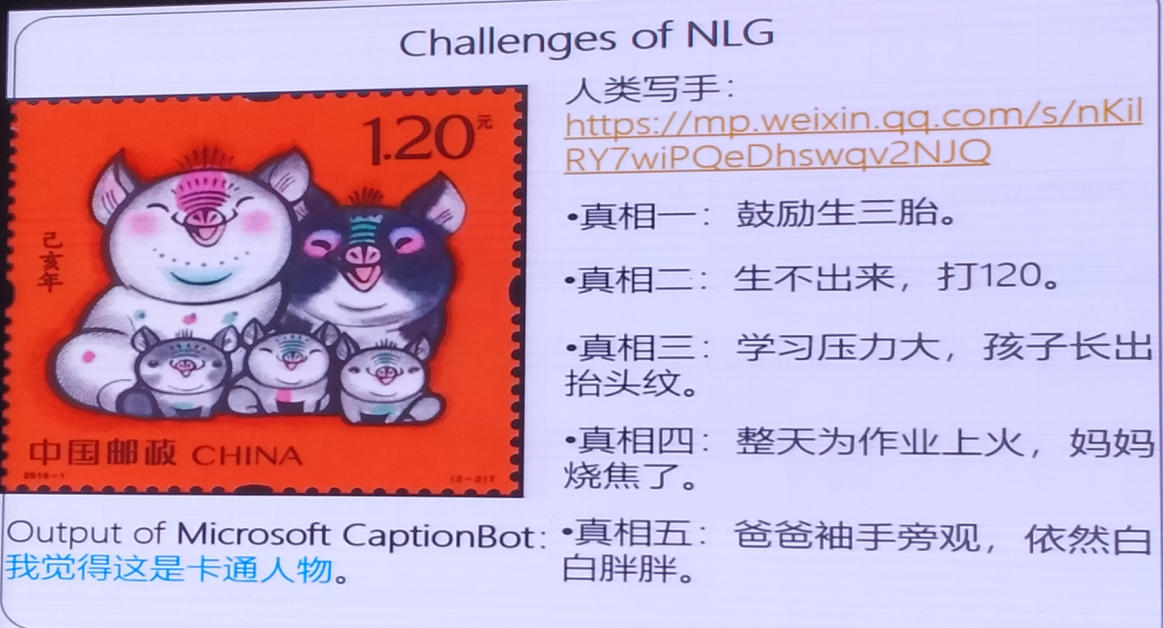 Challenges of NLG
1.20元
己亥年
中国邮政 CHINA
2019-1
(2-2)T
Output of Microsoft CaptionBot:
我觉得这是卡通人物。
人类写手：
https://mp.weixin.qq.com/s/nKil
RY7wiPQeDhswqv2NJQ
•真相一：鼓励生三胎。
•真相二：生不出来，打120。
•真相三：学习压力大，孩子长出
抬头纹。
•真相四：整天为作业上火，妈妈
烧焦了。
•真相五：爸爸袖手旁观，依然白
白胖胖。